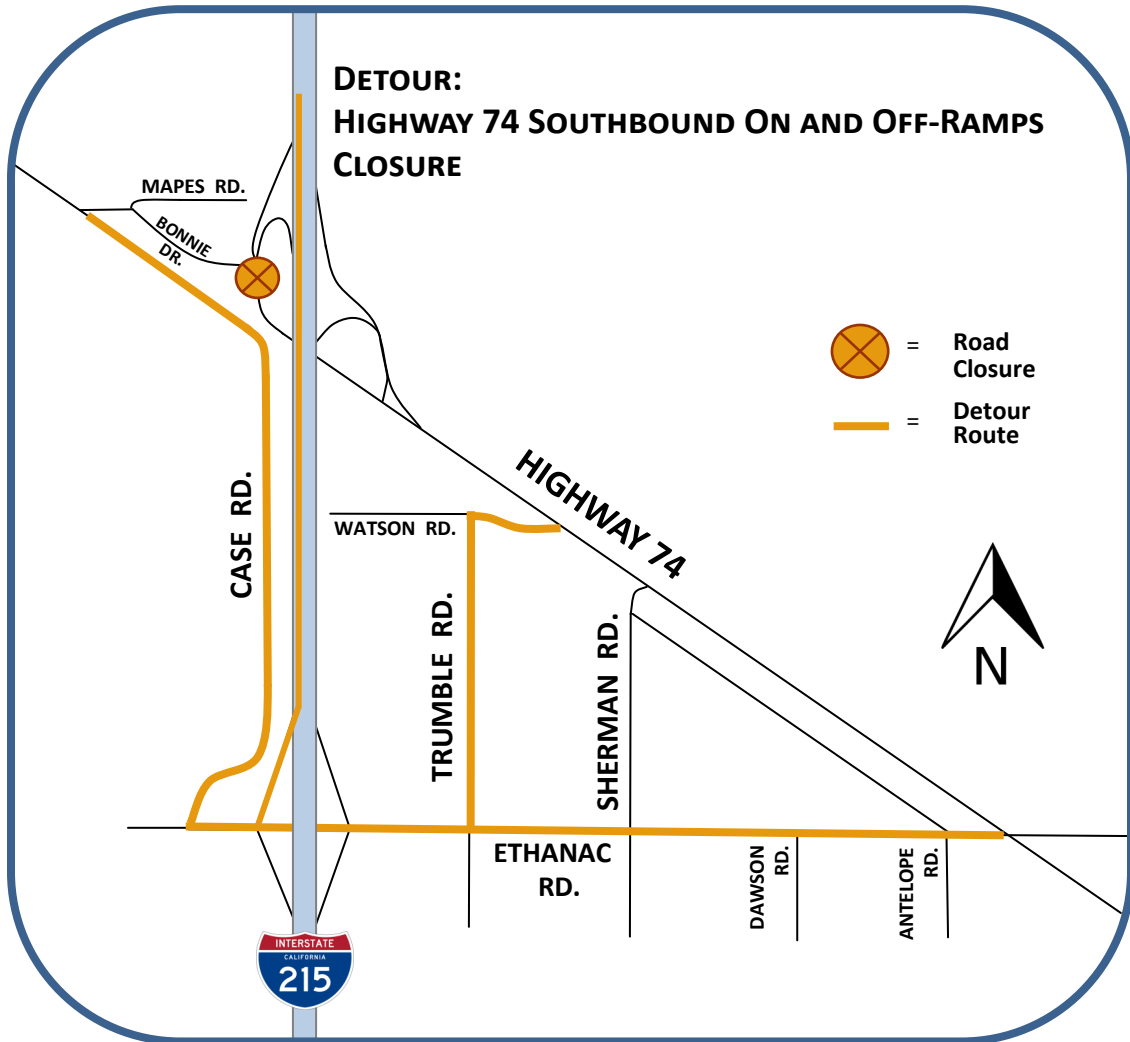 DETOUR:
HIGHWAY 74 SOUTHBOUND ON AND OFF-RAMPS
CLOSURE
MAPES RD.
BONNIE
DR.
=
Road
Closure
=
Detour
Route
HIGHWAY 74
CASE RD.
WATSON RD.
TRUMBLE RD.
SHERMAN RD.
N
ETHANAC
RD.
DAWSON
RD.
ANTELOPE
RD.
INTERSTATE
CALIFORNIA
215